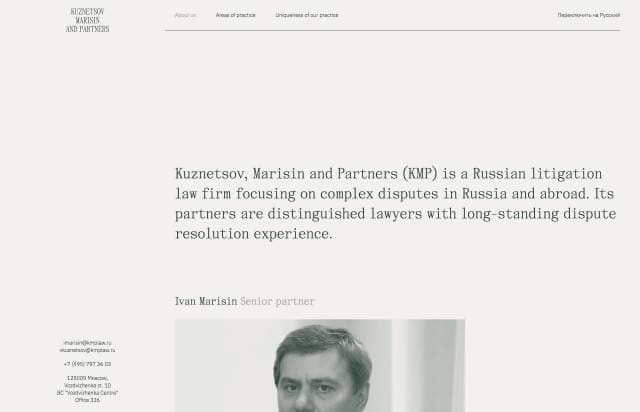 KUZNETSOV
MARISIN
AND PARTNERS
About us
Areas of practice
Uniqueness of our practice
Переключить на Русский
Kuznetsov, Marisin and Partners (KMP) is a Russian litigation
law firm focusing on complex disputes in Russia and abroad. Its
partners are distinguished lawyers with long-standing dispute
resolution experience.
Ivan Marisin Senior partner
imarisin@kmplaw.ru
vkuznetsov@kmplaw.ru
+7 (495) 797 36 03
125009 Moscow,
Vozdvizhenka st. 10
BC "Vozdvizhenka Centre"
Office 326